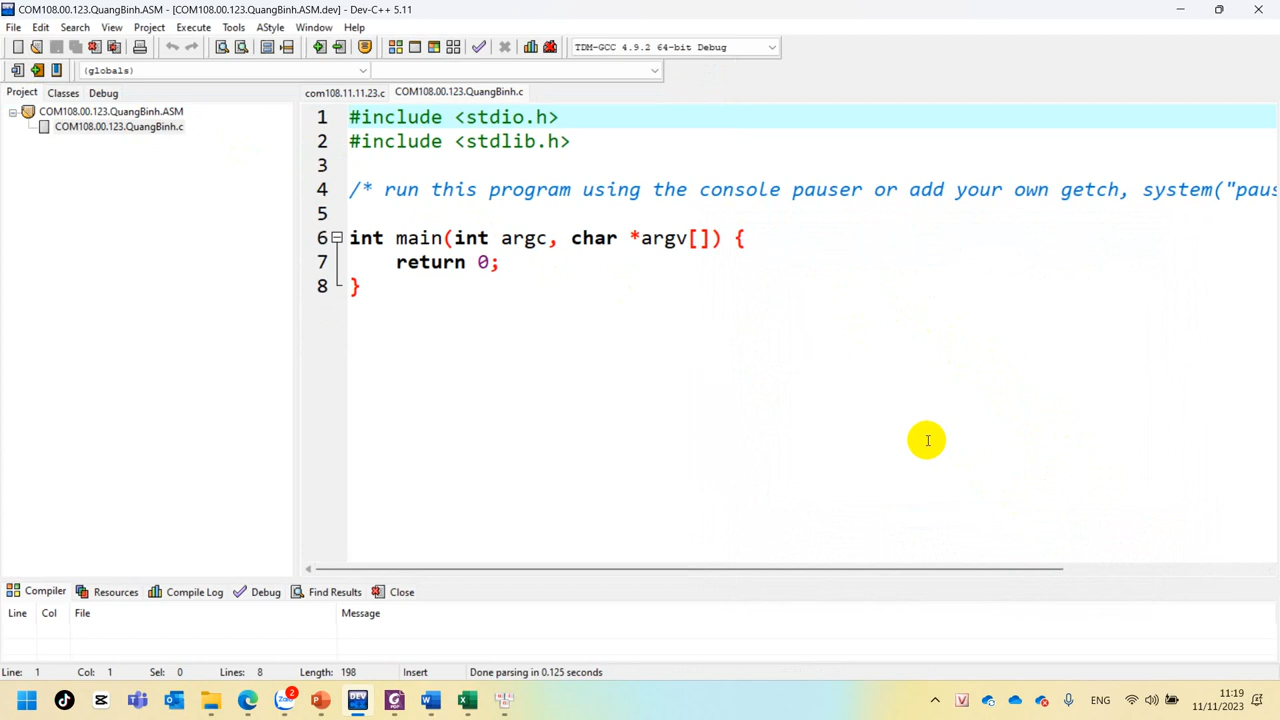 COM108.00.123.QuangBinh.ASM - [COM108.00.123.QuangBinh.ASM.dev] - Dev-C++ 5.11
File Edit Search View Project Execute Tools AStyle Window Help
TDM-GCC 4.9.2 64-bit Debug
(globals)
Project Classes Debug
com108.11.11.23.c COM108.00.123.QuangBinh.c
COM108.00.123.QuangBinh.ASM
COM108.00.123.QuangBinh.c
1 #include <stdio.h>
2 #include <stdlib.h>
3
4 /* run this program using the console pauser or add your own getch, system("paus
5
6 int main(int argc, char *argv[]) {
7 return 0;
8 }
Compiler Resources Compile Log Debug Find Results Close
Line Col File Message
Line: 1 Col: 1 Sel: 0 Lines: 8 Length: 198 Insert Done parsing in 0.125 seconds
DEV
2
Zalo
W
X
V
ENG
11:19
11/11/2023